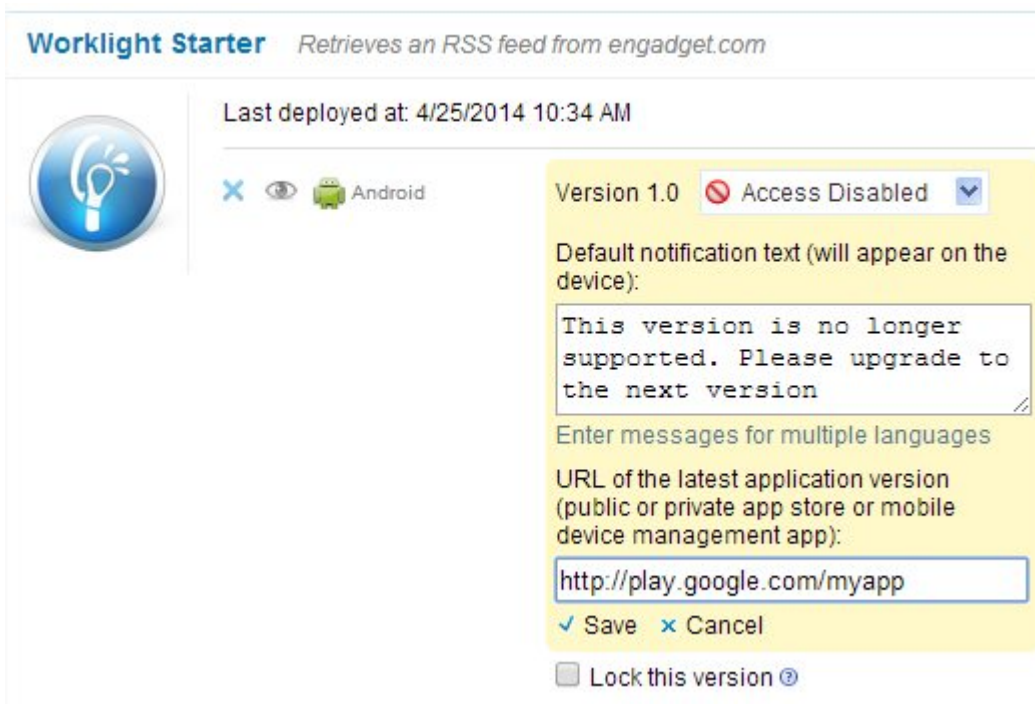 Worklight Starter Retrieves an RSS feed from engadget.com
Last deployed at: 4/25/2014 10:34 AM
Android
Version 1.0 Access Disabled
Default notification text (will appear on the
device):
This version is no longer
supported. Please upgrade to
the next version
Enter messages for multiple languages
URL of the latest application version
(public or private app store or mobile
device management app):
http://play.google.com/myapp
Save Cancel
Lock this version